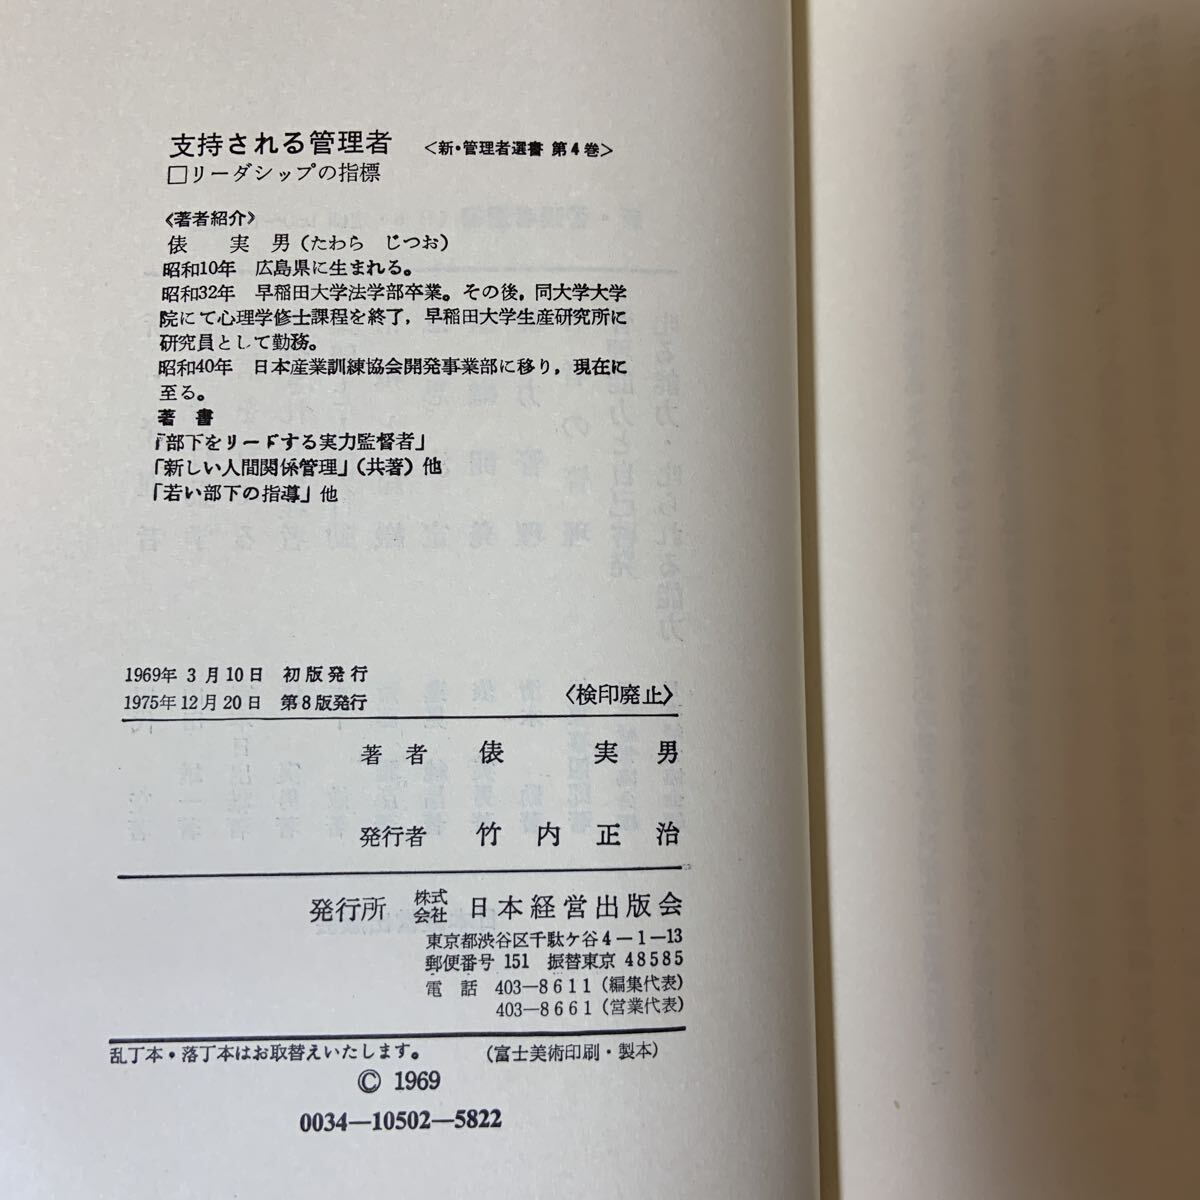 支持される管理者 〈新・管理者選書 第4巻〉
□リーダシップの指標
《著者紹介》
俵 実 男(たわら じつお)
昭和10年 広島県に生まれる。
昭和32年 早稲田大学法学部卒業。その後,同大学大学
院にて心理学修士課程を終了,早稲田大学生産研究所に
研究員として勤務。
昭和40年 日本産業訓練協会開発事業部に移り,現在に
至る。
著 書
「部下をリードする実力監督者」
「新しい人間関係管理」(共著)他
「若い部下の指導」他
1969年 3 月10日 初版発行
1975年12月20日 第8版発行 〈検印廃止〉
著 者 俵 実 男
発行者 竹 内 正 治
発行所 株式会社 日本経営出版会
東京都渋谷区千駄ケ谷4-1-13
郵便番号 151 振替東京 48585
電 話 403-8611(編集代表)
403-8661(営業代表)
乱丁本・落丁本はお取替えいたします。 (富士美術印刷・製本)
© 1969
0034-10502-5822